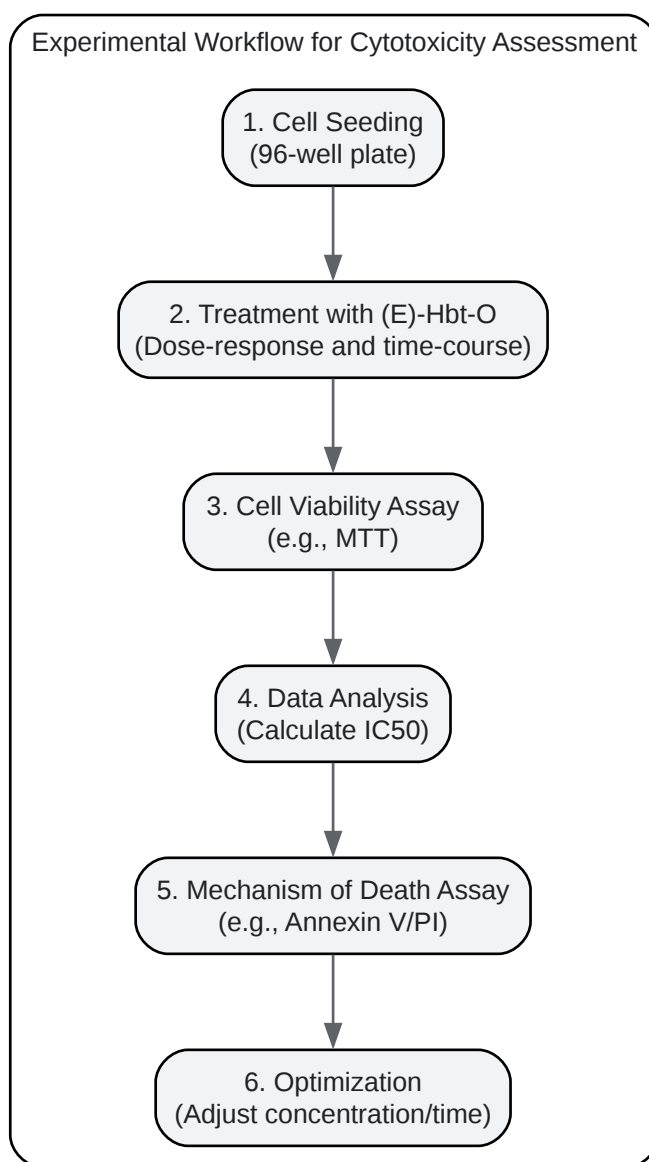 Experimental Workflow for Cytotoxicity Assessment
1. Cell Seeding
(96-well plate)
2. Treatment with (E)-Hbt-O
(Dose-response and time-course)
3. Cell Viability Assay
(e.g., MTT)
4. Data Analysis
(Calculate IC50)
5. Mechanism of Death Assay
(e.g., Annexin V/PI)
6. Optimization
(Adjust concentration/time)